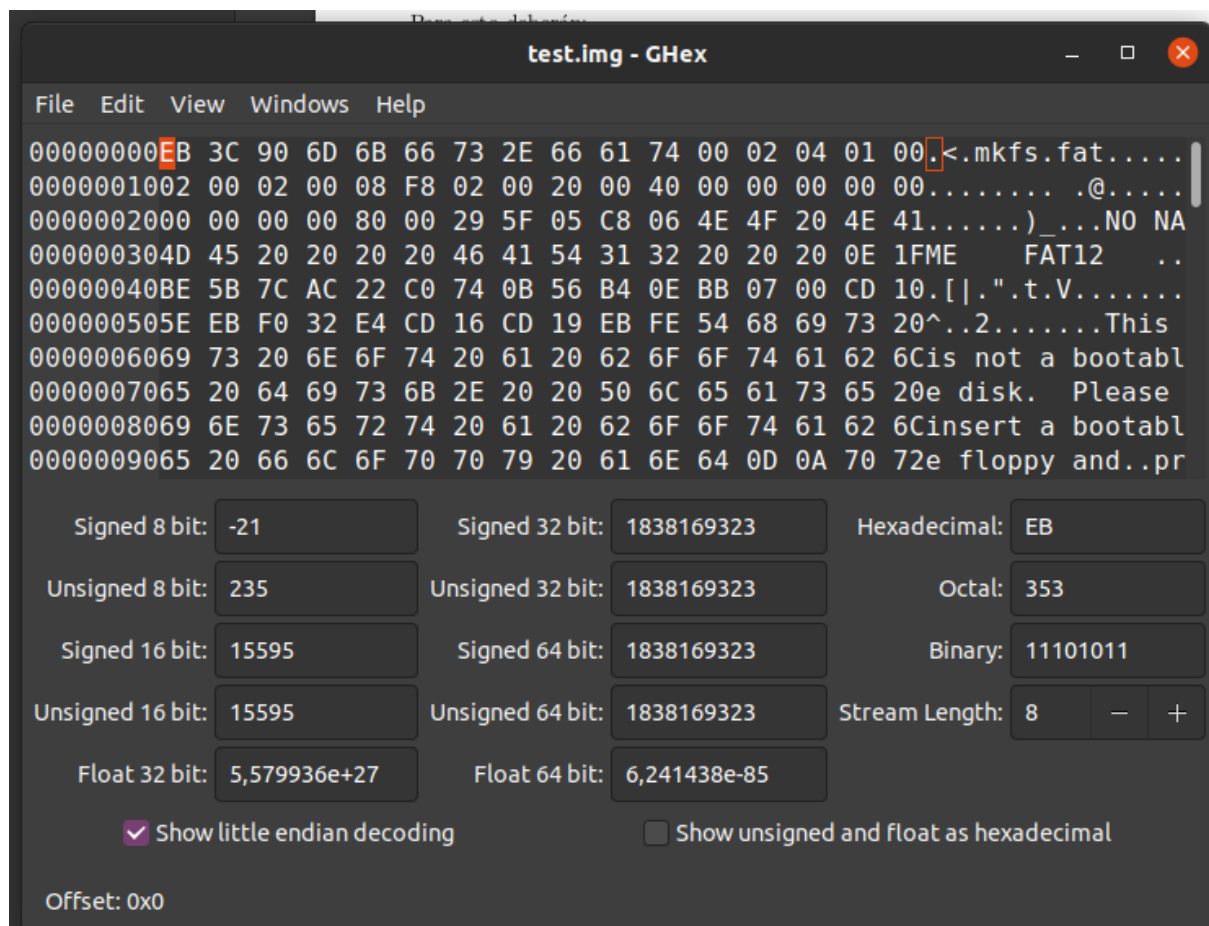 Para esto deberán:
test.img - GHex
File Edit View Windows Help
00000000EB 3C 90 6D 6B 66 73 2E 66 61 74 00 02 04 01 00.<.mkfs.fat.....
0000001002 00 02 00 08 F8 02 00 20 00 40 00 00 00 00 00........ .@.....
0000002000 00 00 00 80 00 29 5F 05 C8 06 4E 4F 20 4E 41......)_...NO NA
000000304D 45 20 20 20 20 46 41 54 31 32 20 20 20 0E 1FME    FAT12   ..
00000040BE 5B 7C AC 22 C0 74 0B 56 B4 0E BB 07 00 CD 10.[|.".t.V.......
000000505E EB F0 32 E4 CD 16 CD 19 EB FE 54 68 69 73 20^..2.......This
0000006069 73 20 6E 6F 74 20 61 20 62 6F 6F 74 61 62 6Cis not a bootabl
0000007065 20 64 69 73 6B 2E 20 20 50 6C 65 61 73 65 20e disk.  Please
0000008069 6E 73 65 72 74 20 61 20 62 6F 6F 74 61 62 6Cinsert a bootabl
0000009065 20 66 6C 6F 70 70 79 20 61 6E 64 0D 0A 70 72e floppy and..pr
Signed 8 bit: -21 Signed 32 bit: 1838169323 Hexadecimal: EB
Unsigned 8 bit: 235 Unsigned 32 bit: 1838169323 Octal: 353
Signed 16 bit: 15595 Signed 64 bit: 1838169323 Binary: 11101011
Unsigned 16 bit: 15595 Unsigned 64 bit: 1838169323 Stream Length: 8 − +
Float 32 bit: 5,579936e+27 Float 64 bit: 6,241438e-85
Show little endian decoding Show unsigned and float as hexadecimal
Offset: 0x0